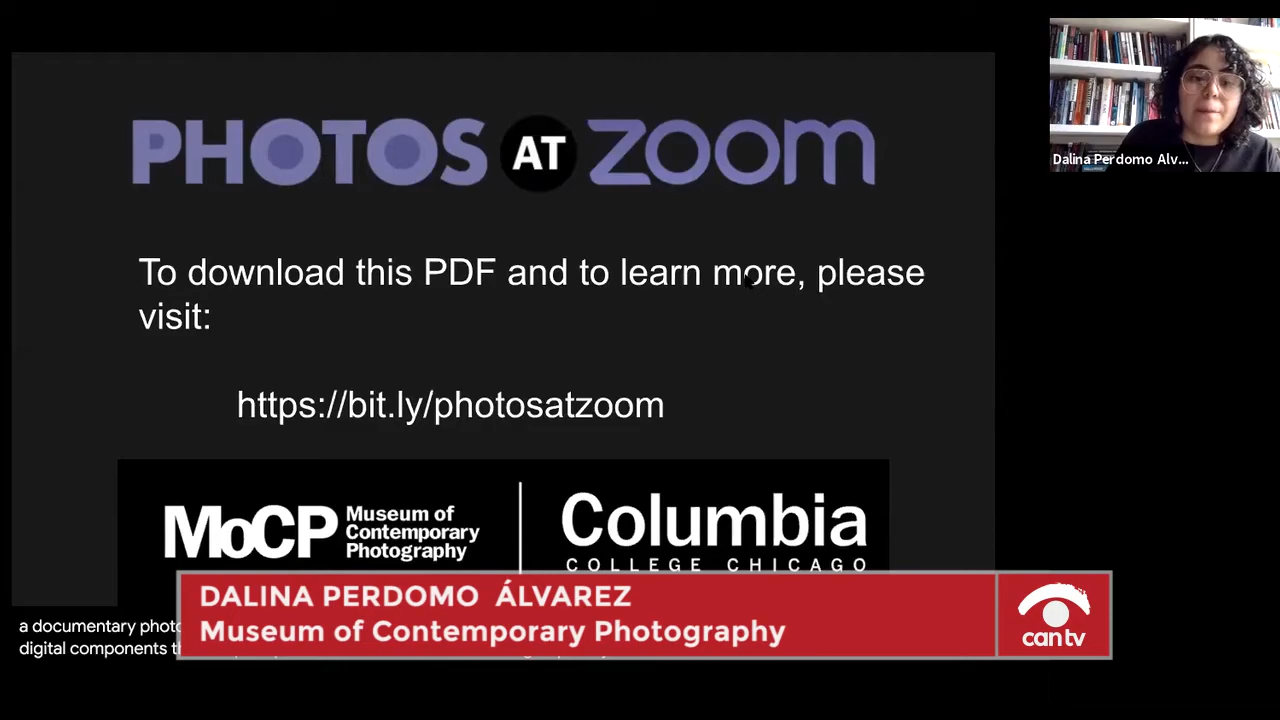 PHOTOS AT zoom
Dalina Perdomo Alv...
To download this PDF and to learn more, please
visit:
https://bit.ly/photosatzoom
MoCP
Museum of
Contemporary
Photography
Columbia
COLLEGE CHICAGO
DALINA PERDOMO ÁLVAREZ
Museum of Contemporary Photography
can tv
a documentary photo
digital components